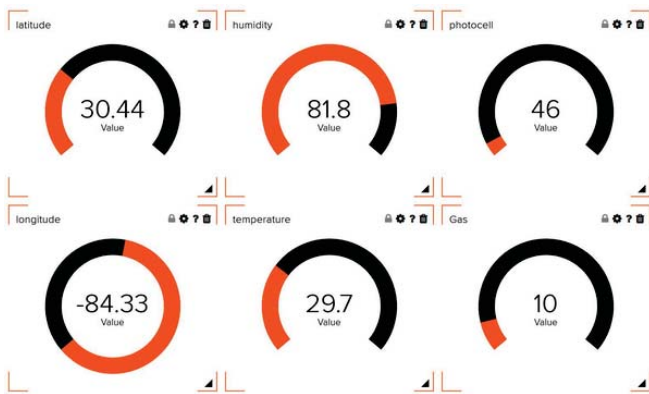 latitude
30.44
Value
humidity
81.8
Value
photocell
46
Value
longitude
-84.33
Value
temperature
29.7
Value
Gas
10
Value